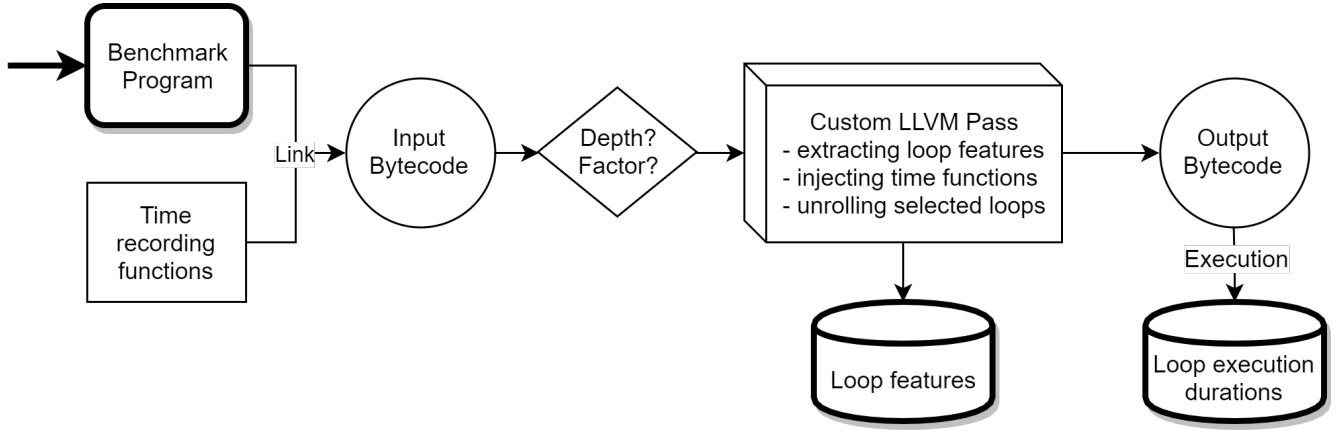 Benchmark
Program
Time
recording
functions
Link
Input
Bytecode
Depth?
Factor?
Custom LLVM Pass
- extracting loop features
- injecting time functions
- unrolling selected loops
Loop features
Output
Bytecode
Execution
Loop execution
durations